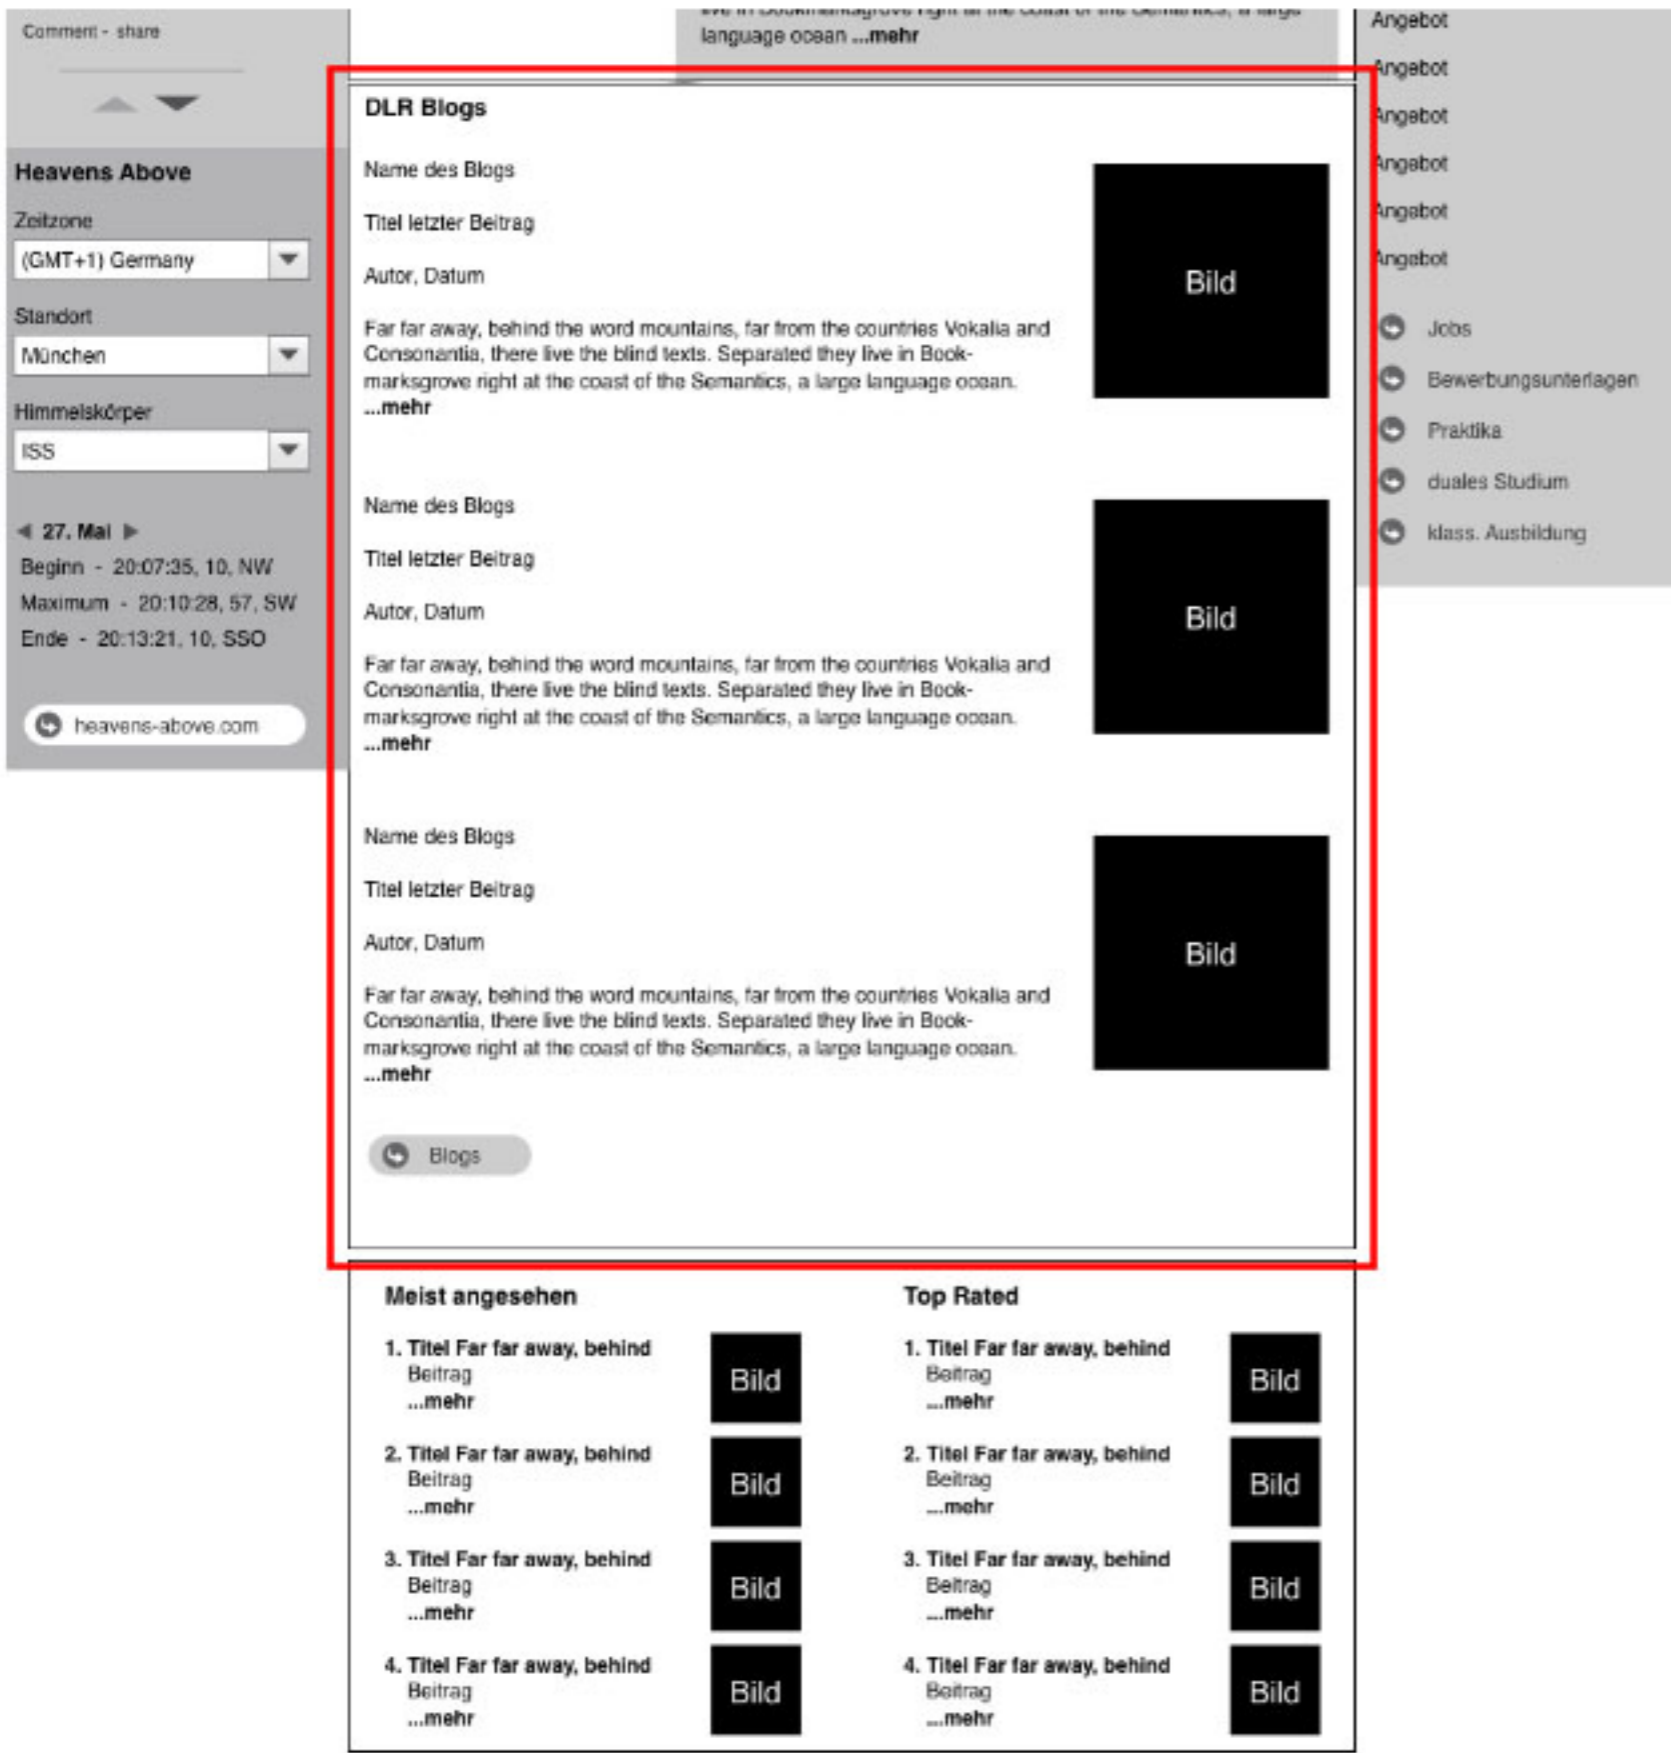 Comment - share
Heavens Above
Zeitzone
(GMT+1) Germany
Standort
München
Himmelskörper
ISS
27. Mai
Beginn - 20:07:35, 10, NW
Maximum - 20:10:28, 57, SW
Ende - 20:13:21, 10, SSO
heavens-above.com
live in Bookmarksgrove right at the coast of the Semantics, a large
language ocean ...mehr
DLR Blogs
Name des Blogs
Titel letzter Beitrag
Autor, Datum
Far far away, behind the word mountains, far from the countries Vokalia and
Consonantia, there live the blind texts. Separated they live in Book-
marksgrove right at the coast of the Semantics, a large language ocean.
...mehr
Bild
Name des Blogs
Titel letzter Beitrag
Autor, Datum
Far far away, behind the word mountains, far from the countries Vokalia and
Consonantia, there live the blind texts. Separated they live in Book-
marksgrove right at the coast of the Semantics, a large language ocean.
...mehr
Bild
Name des Blogs
Titel letzter Beitrag
Autor, Datum
Far far away, behind the word mountains, far from the countries Vokalia and
Consonantia, there live the blind texts. Separated they live in Book-
marksgrove right at the coast of the Semantics, a large language ocean.
...mehr
Bild
Blogs
Meist angesehen
1. Titel Far far away, behind
Beitrag
...mehr
Bild
2. Titel Far far away, behind
Beitrag
...mehr
Bild
3. Titel Far far away, behind
Beitrag
...mehr
Bild
4. Titel Far far away, behind
Beitrag
...mehr
Bild
Top Rated
1. Titel Far far away, behind
Beitrag
...mehr
Bild
2. Titel Far far away, behind
Beitrag
...mehr
Bild
3. Titel Far far away, behind
Beitrag
...mehr
Bild
4. Titel Far far away, behind
Beitrag
...mehr
Bild
Angebot
Angebot
Angebot
Angebot
Angebot
Angebot
Jobs
Bewerbungsunterlagen
Praktika
duales Studium
klass. Ausbildung